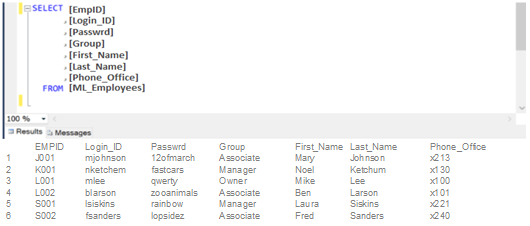 SELECT [EmpID]
,[Login_ID]
,[Passwrd]
,[Group]
,[First_Name]
,[Last_Name]
,[Phone_Office]
FROM [ML_Employees]
100 %
Results Messages
EMPID Login_ID Passwrd Group First_Name Last_Name Phone_Office
1 J001 mjohnson 12ofmarch Associate Mary Johnson x213
2 K001 nketchem fastcars Manager Noel Ketchum x130
3 L001 mlee qwerty Owner Mike Lee x100
4 L002 blarson zooanimals Associate Ben Larson x101
5 S001 lsiskins rainbow Manager Laura Siskins x221
6 S002 fsanders lopsidez Associate Fred Sanders x240